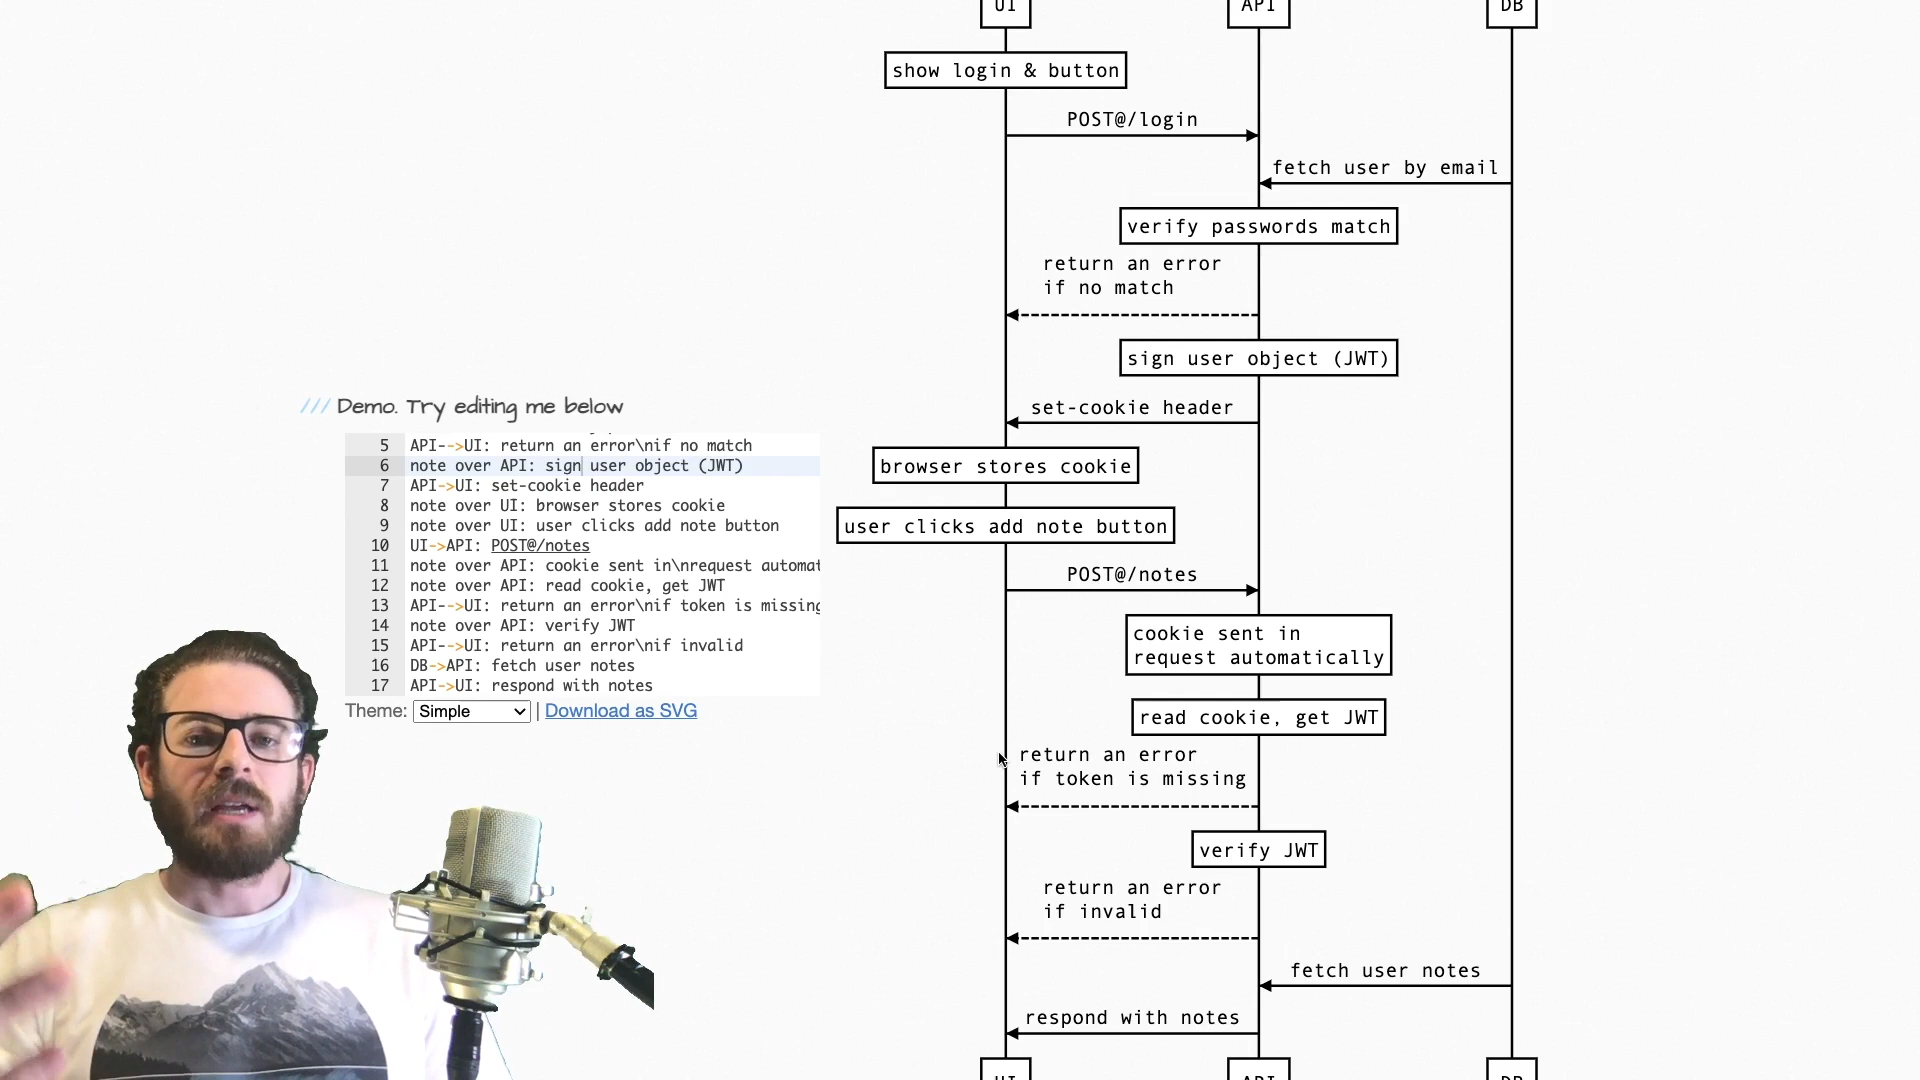 /// Demo. Try editing me below
5 API-->UI: return an error\nif no match
6 note over API: sign user object (JWT)
7 API->UI: set-cookie header
8 note over UI: browser stores cookie
9 note over UI: user clicks add note button
10 UI->API: POST@/notes
11 note over API: cookie sent in\nrequest automat
12 note over API: read cookie, get JWT
13 API-->UI: return an error\nif token is missing
14 note over API: verify JWT
15 API-->UI: return an error\nif invalid
16 DB->API: fetch user notes
17 API->UI: respond with notes
Theme: Simple | Download as SVG
UI API DB
show login & button
POST@/login
fetch user by email
verify passwords match
return an error
if no match
sign user object (JWT)
set-cookie header
browser stores cookie
user clicks add note button
POST@/notes
cookie sent in
request automatically
read cookie, get JWT
return an error
if token is missing
verify JWT
return an error
if invalid
fetch user notes
respond with notes
UI API DB